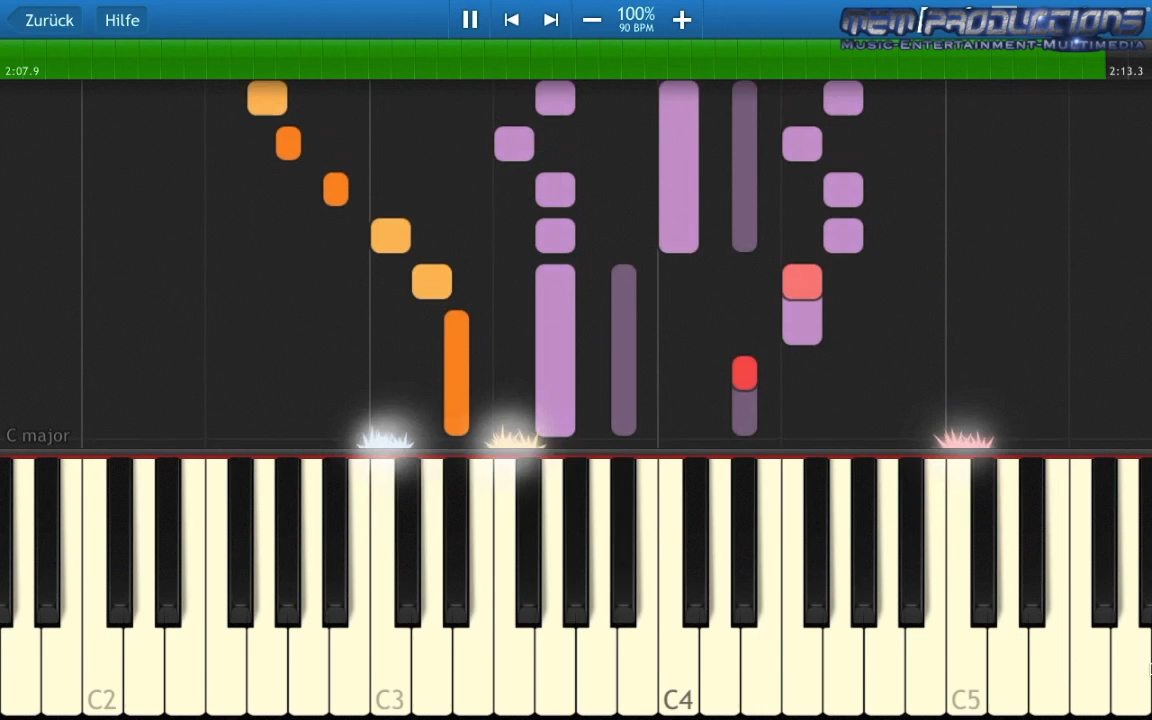 Zurück
Hilfe
100%
90 BPM
MEM PRODUCTIONS
MUSIC-ENTERTAINMENT-MULTIMEDIA
2:07.9
2:13.3
C major
C2
C3
C4
C5